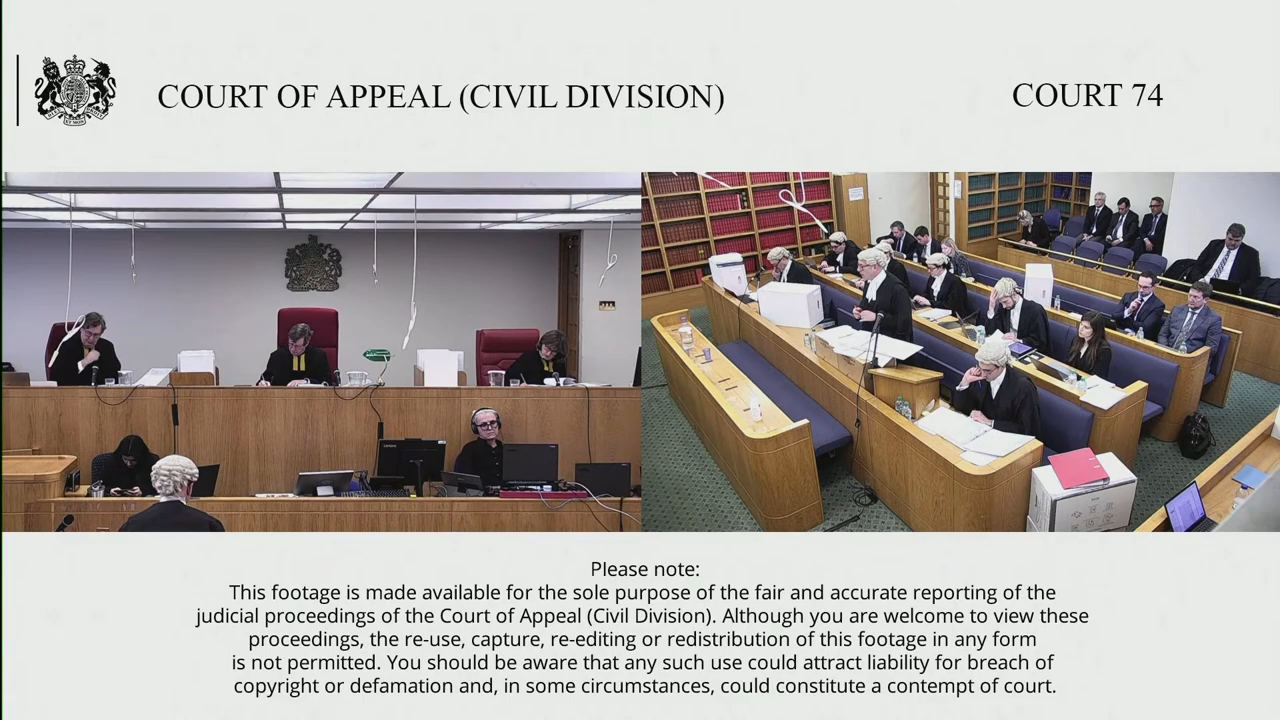 COURT OF APPEAL (CIVIL DIVISION)
COURT 74
Please note:
This footage is made available for the sole purpose of the fair and accurate reporting of the
judicial proceedings of the Court of Appeal (Civil Division). Although you are welcome to view these
proceedings, the re-use, capture, re-editing or redistribution of this footage in any form
is not permitted. You should be aware that any such use could attract liability for breach of
copyright or defamation and, in some circumstances, could constitute a contempt of court.